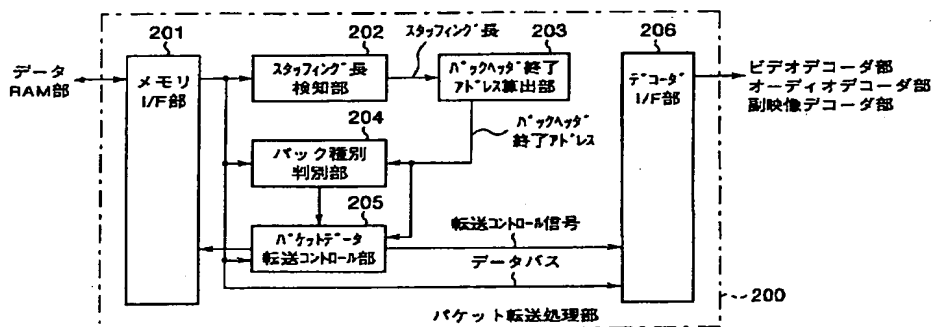 201
メモリ
I/F部
データ
RAM部
202
スタッフィング長
検知部
スタッフィング長
203
パックヘッダ終了
アドレス算出部
パックヘッダ
終了アドレス
204
パック種別
判別部
205
パケットデータ
転送コントロール部
転送コントロール信号
データバス
206
デコーダ
I/F部
ビデオデコーダ部
オーディオデコーダ部
副映像デコーダ部
200
パケット転送処理部